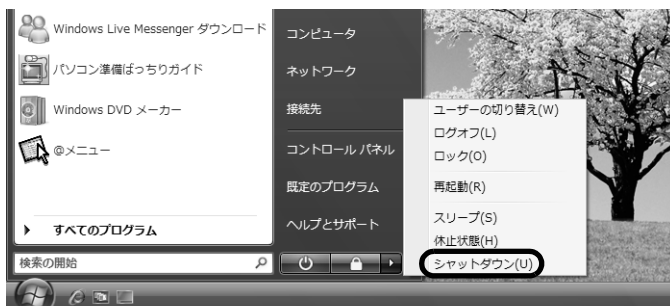 Windows Live Messenger ダウンロード
パソコン準備ばっちりガイド
Windows DVD メーカー
@メニュー
すべてのプログラム
検索の開始
コンピュータ
ネットワーク
接続先
コントロール パネル
既定のプログラム
ヘルプとサポート
ユーザーの切り替え(W)
ログオフ(L)
ロック(O)
再起動(R)
スリープ(S)
休止状態(H)
シャットダウン(U)